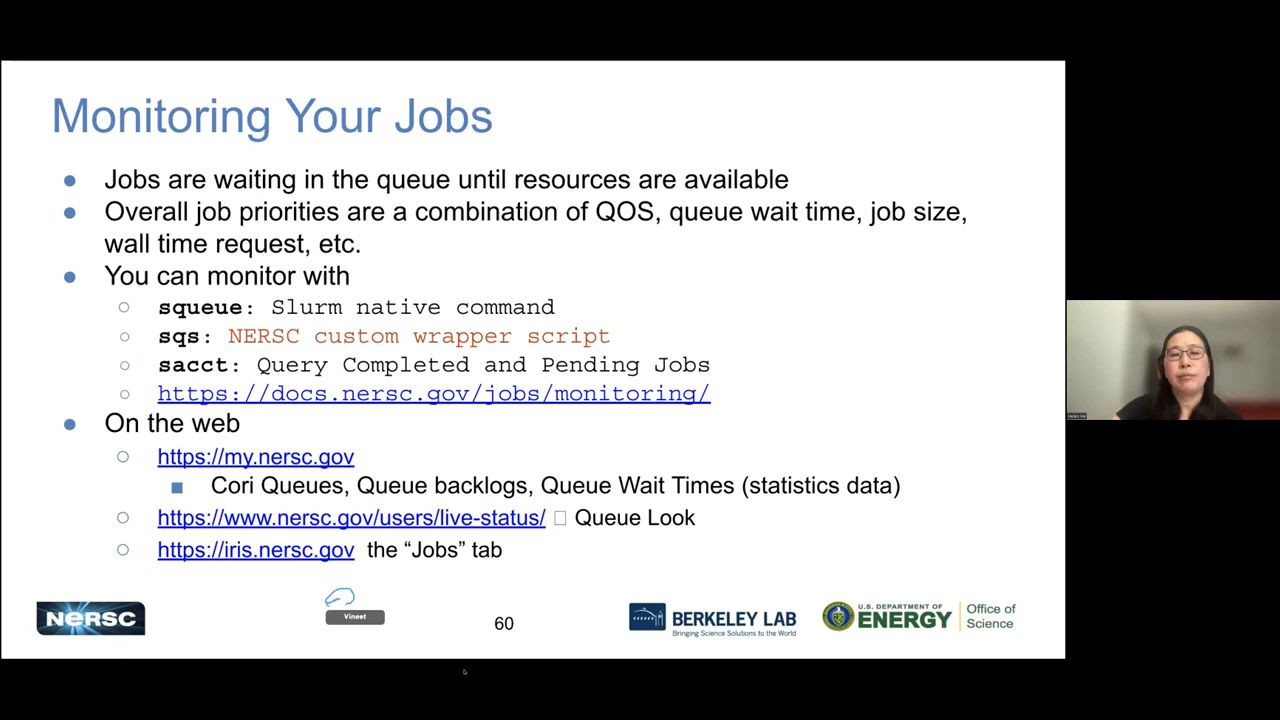 Monitoring Your Jobs
● Jobs are waiting in the queue until resources are available
● Overall job priorities are a combination of QOS, queue wait time, job size,
wall time request, etc.
● You can monitor with
○ squeue: Slurm native command
○ sqs: NERSC custom wrapper script
○ sacct: Query Completed and Pending Jobs
○ https://docs.nersc.gov/jobs/monitoring/
● On the web
○ https://my.nersc.gov
■ Cori Queues, Queue backlogs, Queue Wait Times (statistics data)
○ https://www.nersc.gov/users/live-status/ □ Queue Look
○ https://iris.nersc.gov the “Jobs” tab
NERSC
Vineet
60
BERKELEY LAB
Bringing Science Solutions to the World
U.S. DEPARTMENT OF
ENERGY
Office of
Science